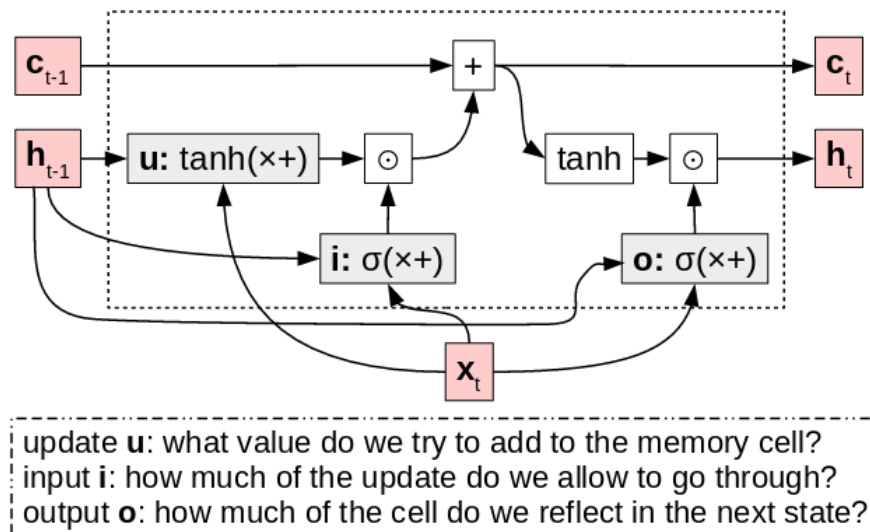 c t-1
+
c t
h t-1
u: tanh(×+)
⊙
tanh
⊙
h t
i: σ(×+)
o: σ(×+)
x t
update u: what value do we try to add to the memory cell?
input i: how much of the update do we allow to go through?
output o: how much of the cell do we reflect in the next state?